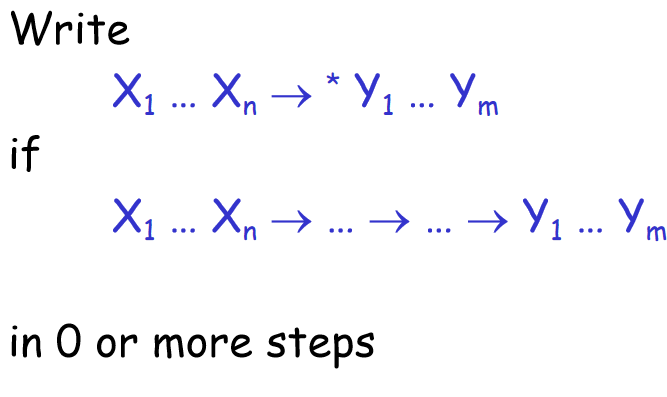 Write
X₁ … Xₙ → * Y₁ … Yₘ
if
X₁ … Xₙ → … → … → Y₁ … Yₘ
in 0 or more steps